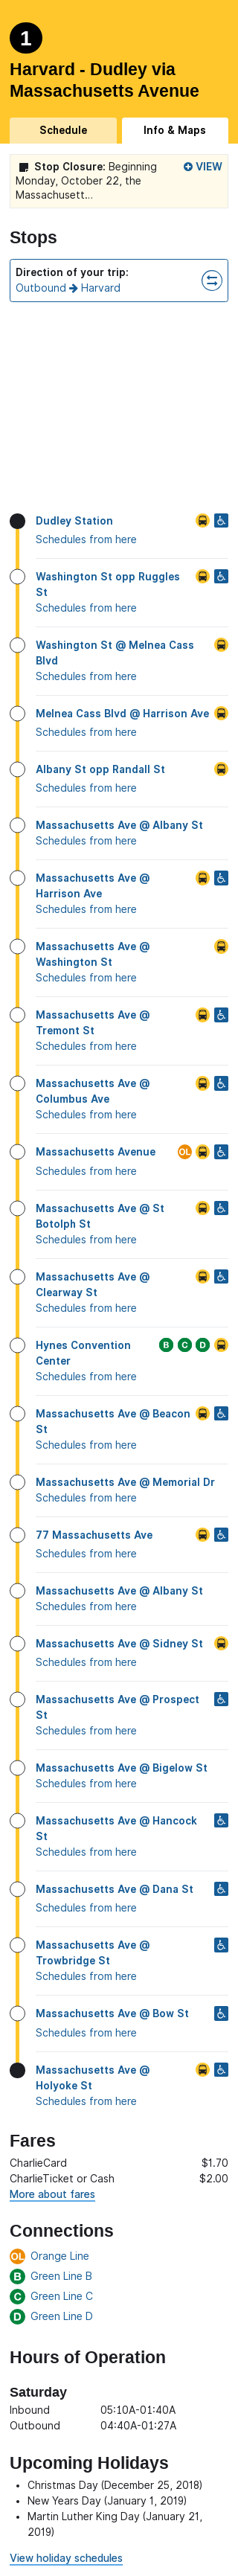 1
Harvard - Dudley via
Massachusetts Avenue
Schedule
Info & Maps
Stop Closure: Beginning
Monday, October 22, the
Massachusett…
VIEW
Stops
Direction of your trip:
Outbound → Harvard
Dudley Station
Schedules from here
Washington St opp Ruggles
St
Schedules from here
Washington St @ Melnea Cass
Blvd
Schedules from here
Melnea Cass Blvd @ Harrison Ave
Schedules from here
Albany St opp Randall St
Schedules from here
Massachusetts Ave @ Albany St
Schedules from here
Massachusetts Ave @
Harrison Ave
Schedules from here
Massachusetts Ave @
Washington St
Schedules from here
Massachusetts Ave @
Tremont St
Schedules from here
Massachusetts Ave @
Columbus Ave
Schedules from here
Massachusetts Avenue OL
Schedules from here
Massachusetts Ave @ St
Botolph St
Schedules from here
Massachusetts Ave @
Clearway St
Schedules from here
Hynes Convention B C D
Center
Schedules from here
Massachusetts Ave @ Beacon
St
Schedules from here
Massachusetts Ave @ Memorial Dr
Schedules from here
77 Massachusetts Ave
Schedules from here
Massachusetts Ave @ Albany St
Schedules from here
Massachusetts Ave @ Sidney St
Schedules from here
Massachusetts Ave @ Prospect
St
Schedules from here
Massachusetts Ave @ Bigelow St
Schedules from here
Massachusetts Ave @ Hancock
St
Schedules from here
Massachusetts Ave @ Dana St
Schedules from here
Massachusetts Ave @
Trowbridge St
Schedules from here
Massachusetts Ave @ Bow St
Schedules from here
Massachusetts Ave @
Holyoke St
Schedules from here
Fares
CharlieCard $1.70
CharlieTicket or Cash $2.00
More about fares
Connections
OL Orange Line
B Green Line B
C Green Line C
D Green Line D
Hours of Operation
Saturday
Inbound 05:10A-01:40A
Outbound 04:40A-01:27A
Upcoming Holidays
• Christmas Day (December 25, 2018)
• New Years Day (January 1, 2019)
• Martin Luther King Day (January 21,
2019)
View holiday schedules